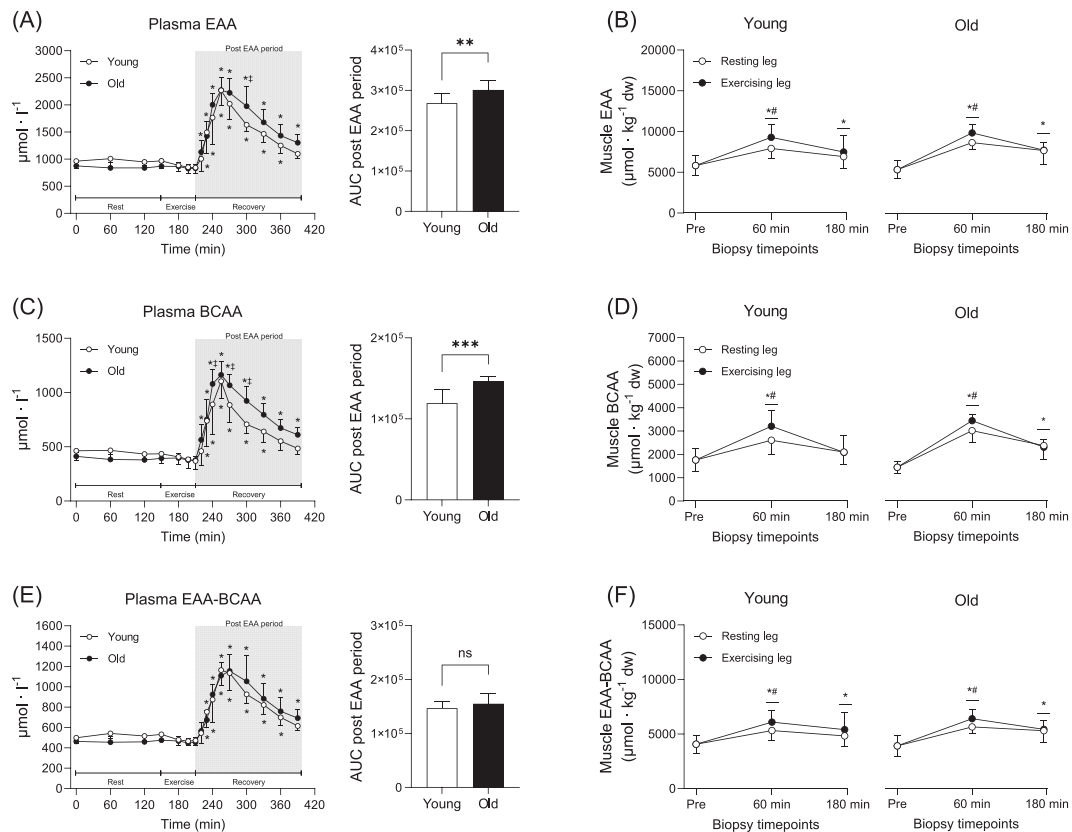 (A)
Plasma EAA
Post EAA period
Young
Old
3000
2500
2000
1500
1000
500
0
µmol · l⁻¹
* * * * * * *‡ * * * * * * * * * *
Rest
Exercise
Recovery
0 60 120 180 240 300 360 420
Time (min)
4×10⁵
3×10⁵
2×10⁵
1×10⁵
0
AUC post EAA period
**
Young Old
(B)
Young
Old
Resting leg
Exercising leg
20000
15000
10000
5000
0
Muscle EAA
(µmol · kg⁻¹ dw)
*# * *# *
Pre 60 min 180 min Pre 60 min 180 min
Biopsy timepoints Biopsy timepoints
(C)
Plasma BCAA
Post EAA period
Young
Old
1500
1000
500
0
µmol · l⁻¹
* * *‡ * *‡ *‡ * * * * * * * * * *
Rest
Exercise
Recovery
0 60 120 180 240 300 360 420
Time (min)
2×10⁵
1×10⁵
0
AUC post EAA period
***
Young Old
(D)
Young
Old
Resting leg
Exercising leg
7000
6000
5000
4000
3000
2000
1000
0
Muscle BCAA
(µmol · kg⁻¹ dw)
*# *# *
Pre 60 min 180 min Pre 60 min 180 min
Biopsy timepoints Biopsy timepoints
(E)
Plasma EAA-BCAA
Post EAA period
Young
Old
1600
1400
1200
1000
800
600
400
200
0
µmol · l⁻¹
* * * * * * * * * * * * * * * *
Rest
Exercise
Recovery
0 60 120 180 240 300 360 420
Time (min)
3×10⁵
2×10⁵
1×10⁵
0
AUC post EAA period
ns
Young Old
(F)
Young
Old
Resting leg
Exercising leg
15000
10000
5000
0
Muscle EAA-BCAA
(µmol · kg⁻¹ dw)
*# * *# *
Pre 60 min 180 min Pre 60 min 180 min
Biopsy timepoints Biopsy timepoints